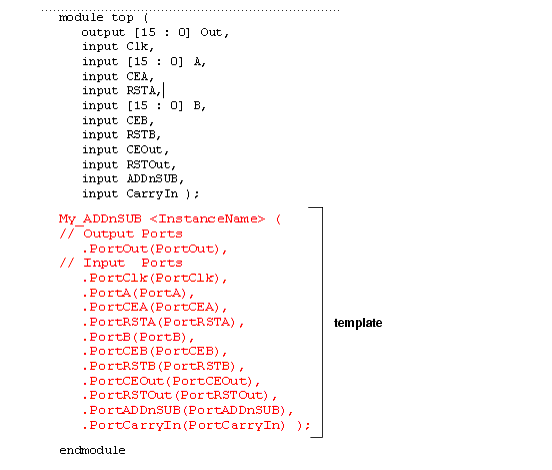 module top (
output [15 : 0] Out,
input Clk,
input [15 : 0] A,
input CEA,
input RSTA,
input [15 : 0] B,
input CEB,
input RSTB,
input CEOut,
input RSTOut,
input ADDnSUB,
input CarryIn );
My_ADDnSUB <InstanceName> (
// Output Ports
.PortOut(PortOut),
// Input Ports
.PortClk(PortClk),
.PortA(PortA),
.PortCEA(PortCEA),
.PortRSTA(PortRSTA),
.PortB(PortB),
.PortCEB(PortCEB),
.PortRSTB(PortRSTB),
.PortCEOut(PortCEOut),
.PortRSTOut(PortRSTOut),
.PortADDnSUB(PortADDnSUB),
.PortCarryIn(PortCarryIn) );
template
endmodule